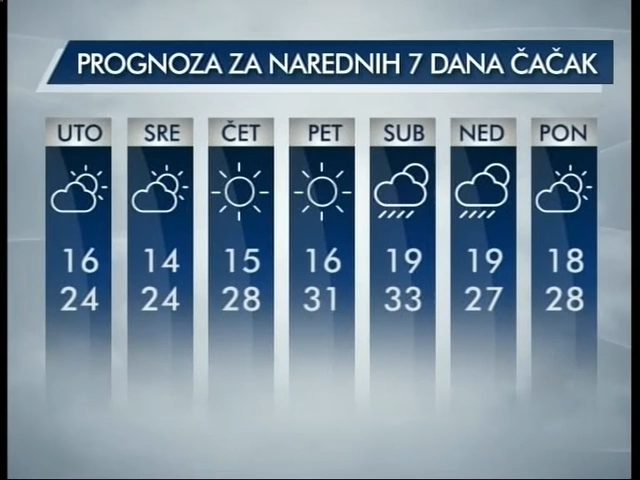 PROGNOZA ZA NAREDNIH 7 DANA ČAČAK
UTO SRE ČET PET SUB NED PON
16 14 15 16 19 19 18
24 24 28 31 33 27 28